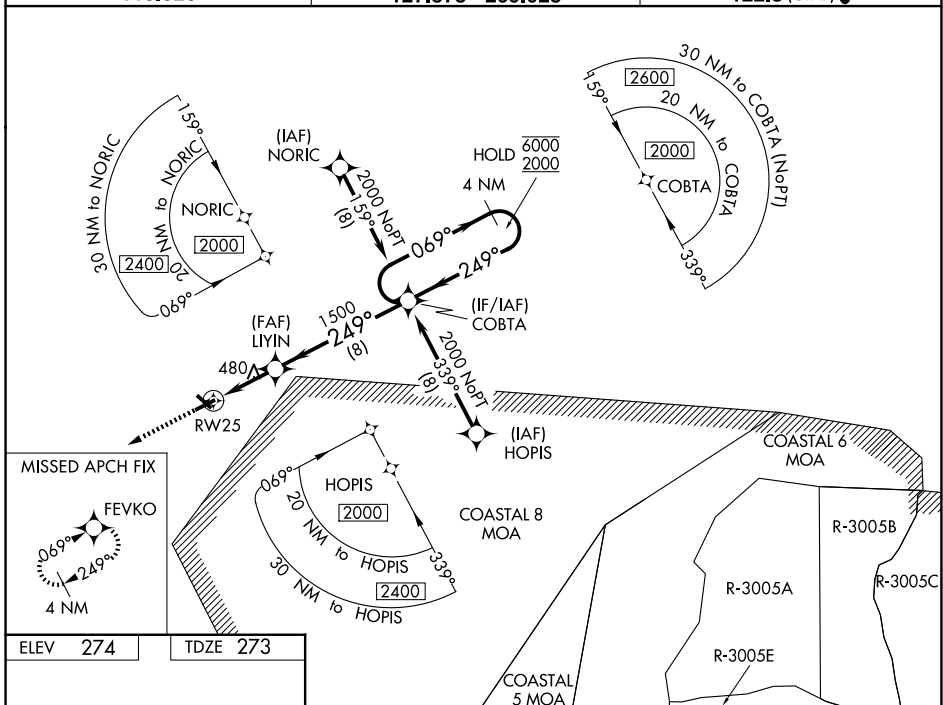 30 NM to NORIC
159°
20 NM to NORIC
NORIC
2000
2400
069°
(IAF)
NORIC
2000 NoPT
159°
(8)
HOLD 6000
2000
4 NM
069°
249°
(IF/IAF)
COBTA
30 NM to COBTA (NoPT)
2600
159°
20 NM to COBTA
2000
COBTA
339°
1500
249°
(8)
(FAF)
LIYIN
480
RW25
2000 NoPT
339°
(8)
(IAF)
HOPIS
MISSED APCH FIX
FEVKO
069°
249°
4 NM
069°
HOPIS
2000
20 NM to HOPIS
339°
2400
30 NM to HOPIS
COASTAL 8
MOA
COASTAL 6
MOA
R-3005B
R-3005A
R-3005C
R-3005E
COASTAL
5 MOA
ELEV 274
TDZE 273